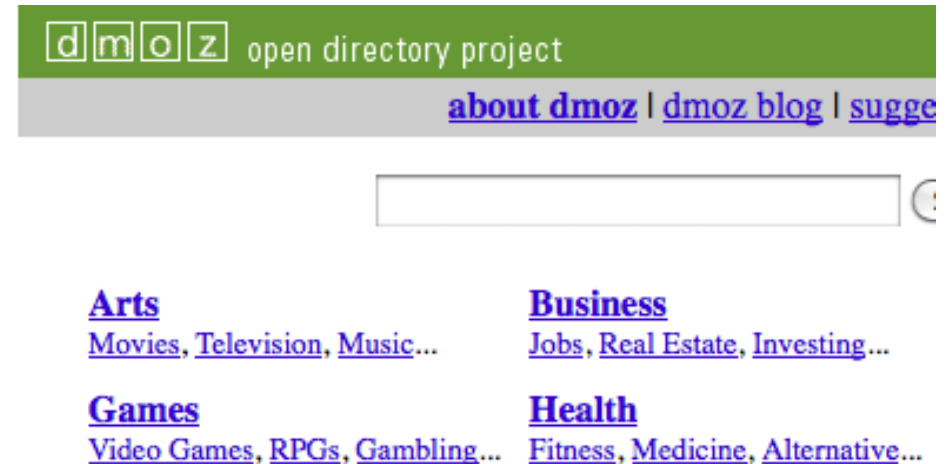 dmoz open directory project
about dmoz | dmoz blog |
Arts Business
Movies, Television, Music... Jobs, Real Estate, Investing...
Games Health
Video Games, RPGs, Gambling... Fitness, Medicine, Alternative...